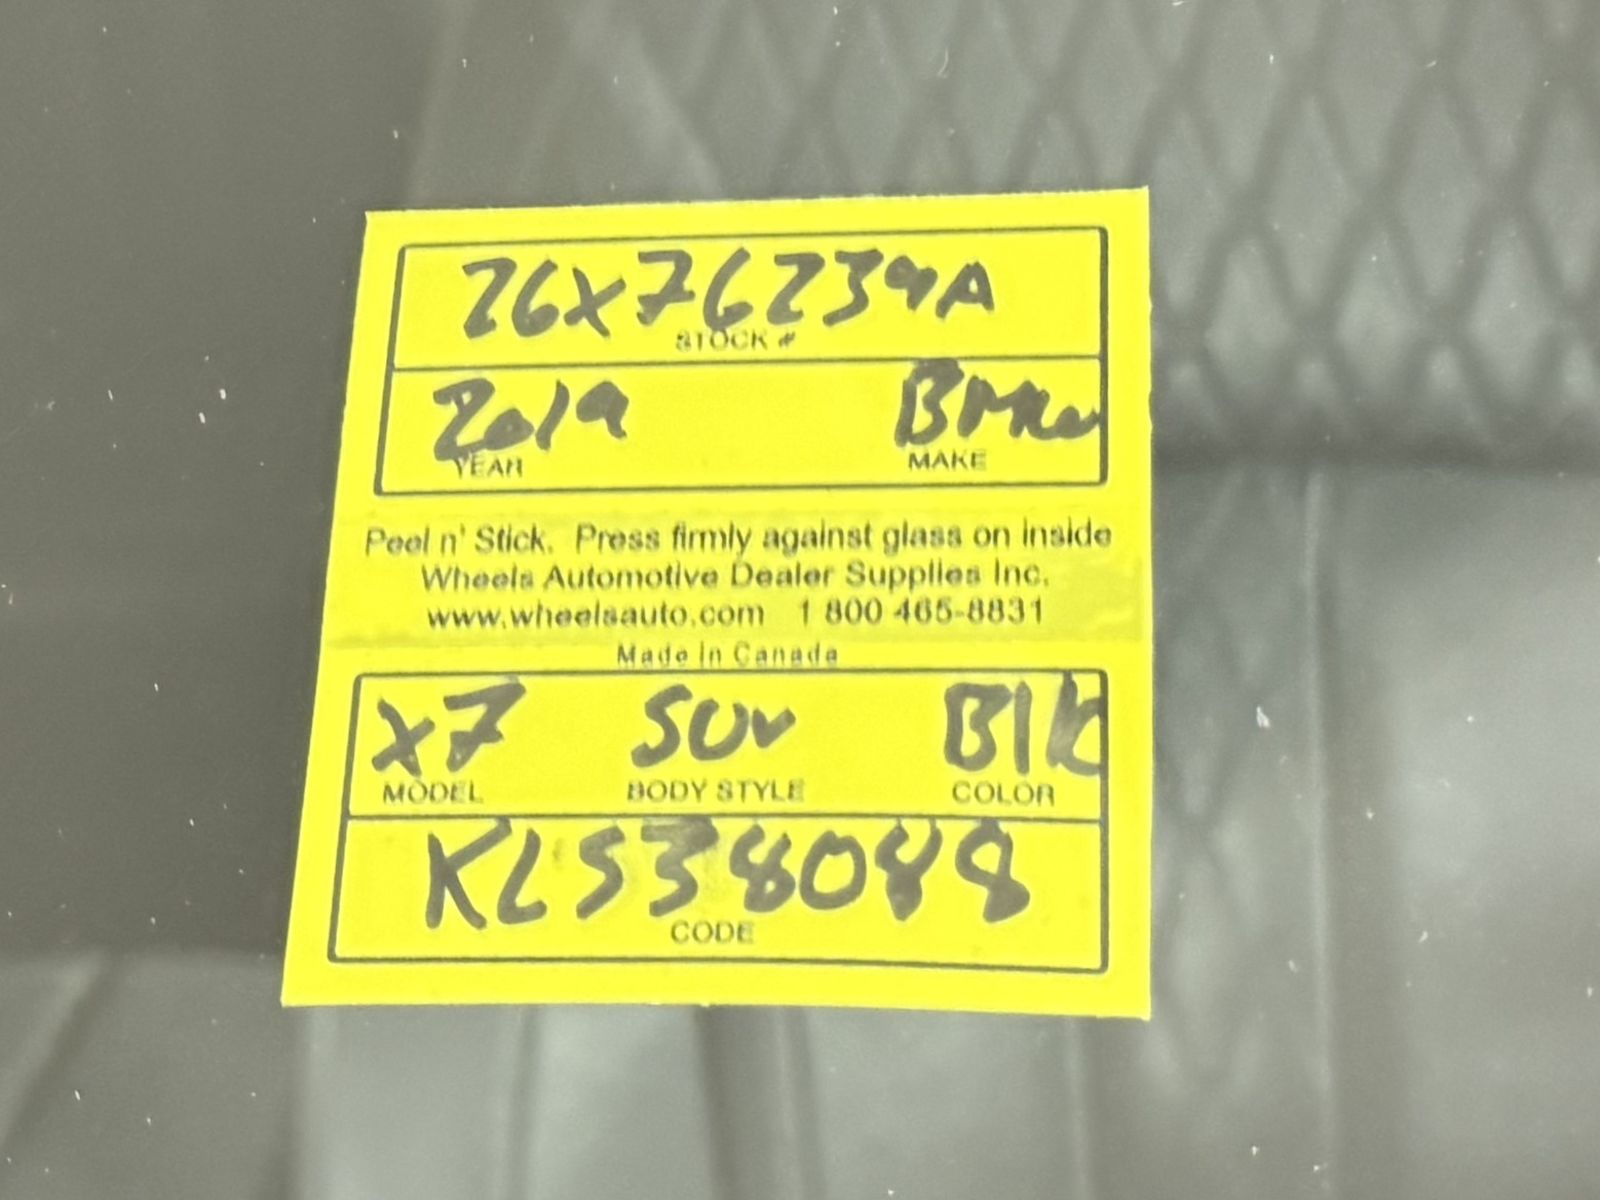 26X76239A
STOCK #
2019 BMW
YEAR MAKE
Peel n' Stick. Press firmly against glass on inside
Wheels Automotive Dealer Supplies Inc.
www.wheelsauto.com 1 800 465-8831
Made in Canada
X7 SUV Blk
MODEL BODY STYLE COLOR
KLS38048
CODE